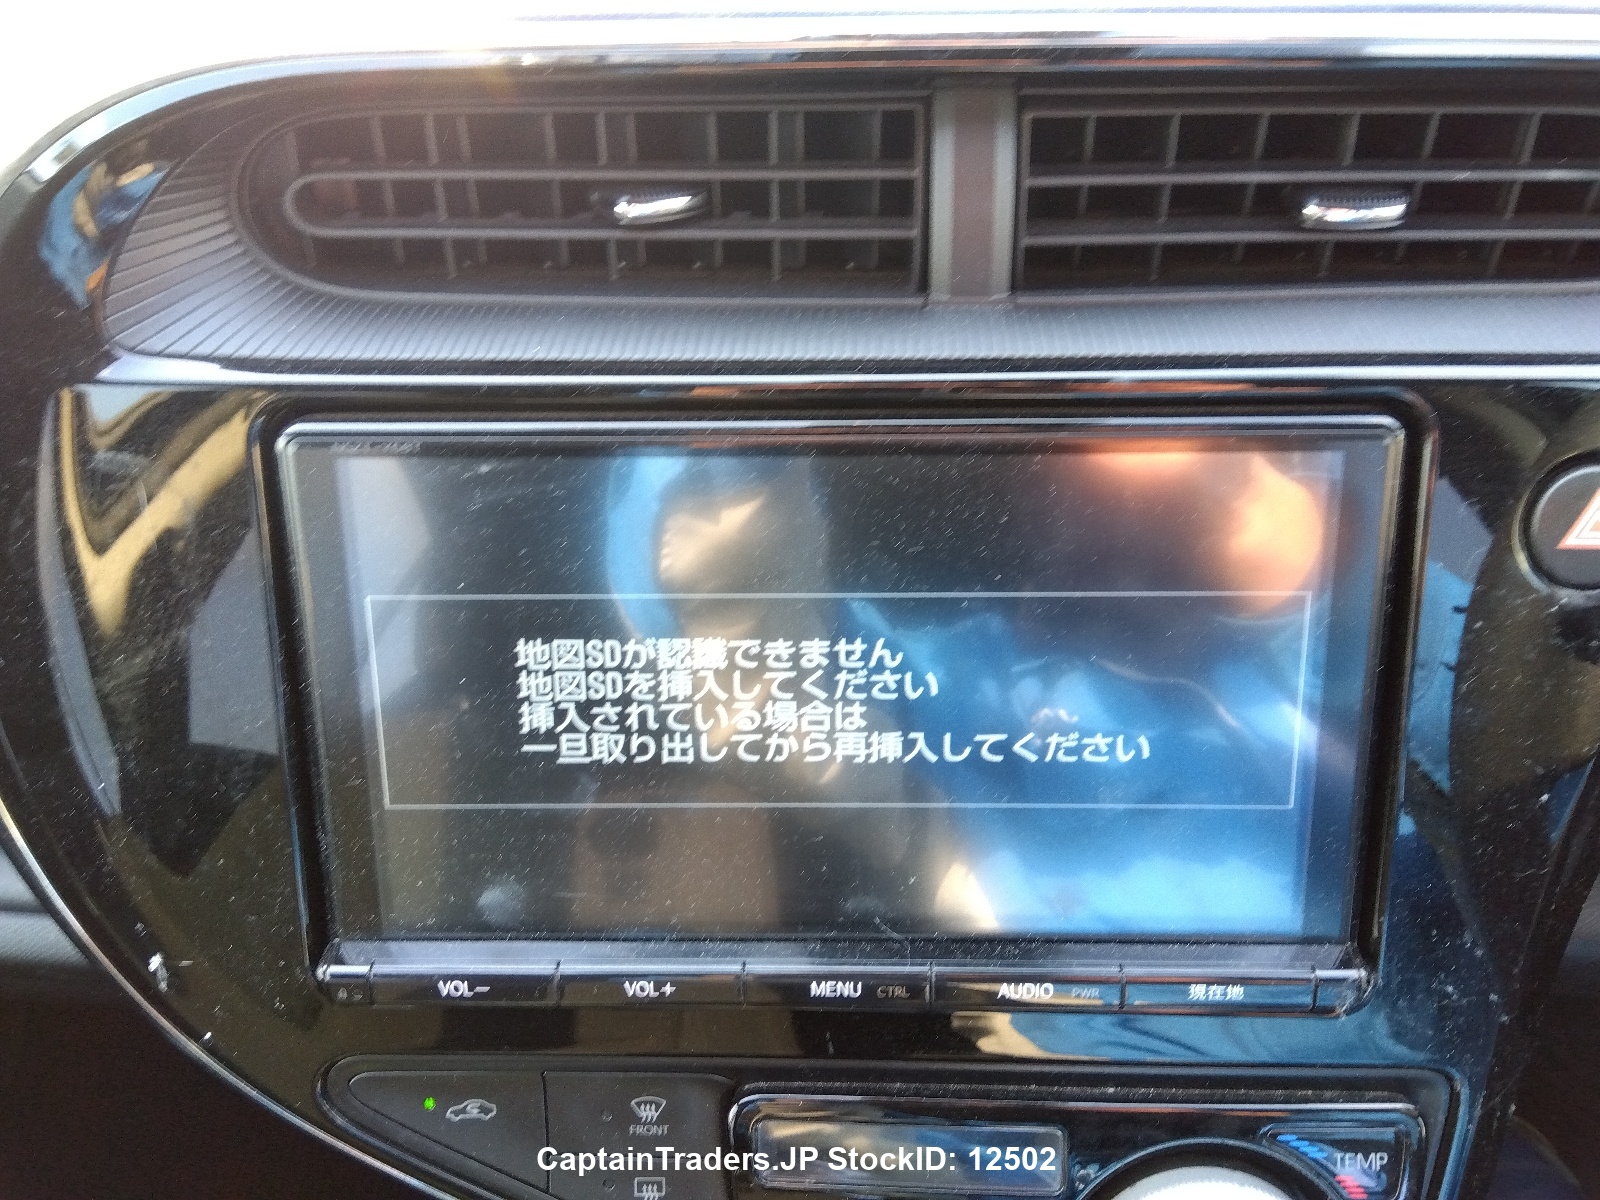 地図SDが認識できません
地図SDを挿入してください
挿入されている場合は
一旦取り出してから再挿入してください
VOL− VOL+ MENU CTRL AUDIO PWR 現在地
FRONT
TEMP
CaptainTraders.JP StockID: 12502